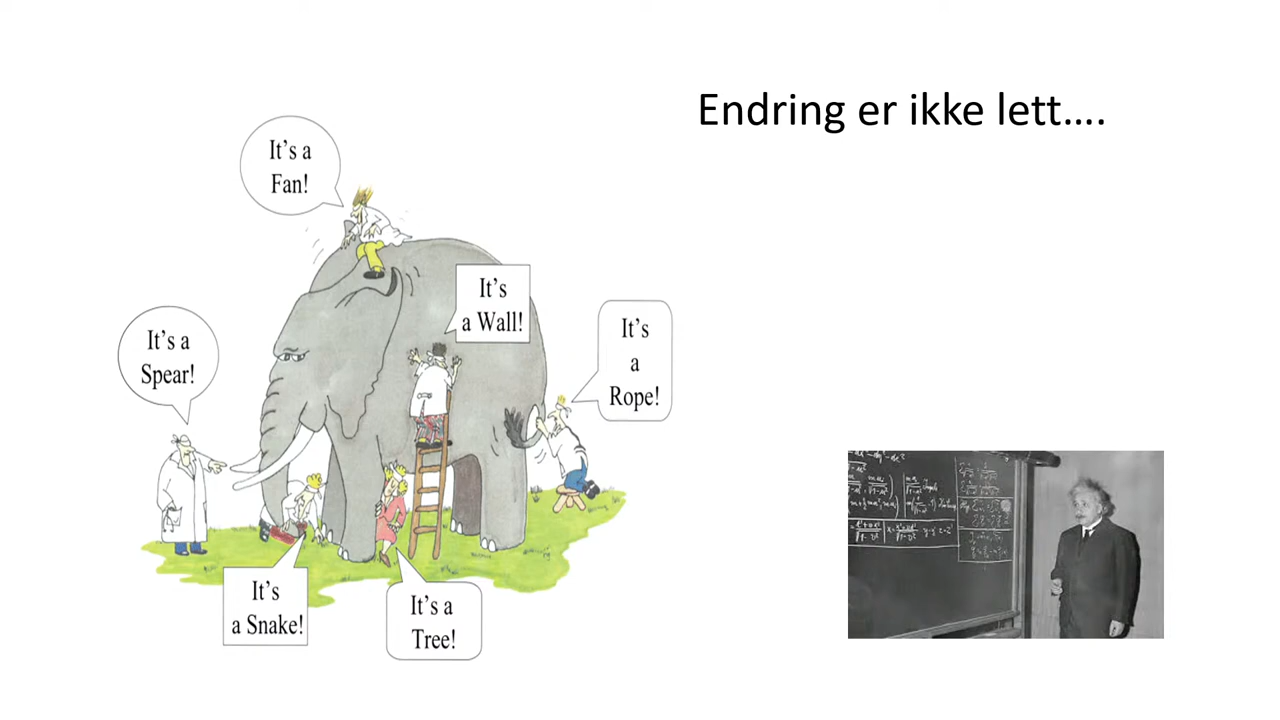 Endring er ikke lett….
It's a
Fan!
It's
a Wall!
It's
a
Rope!
It's a
Spear!
It's
a Snake!
It's a
Tree!